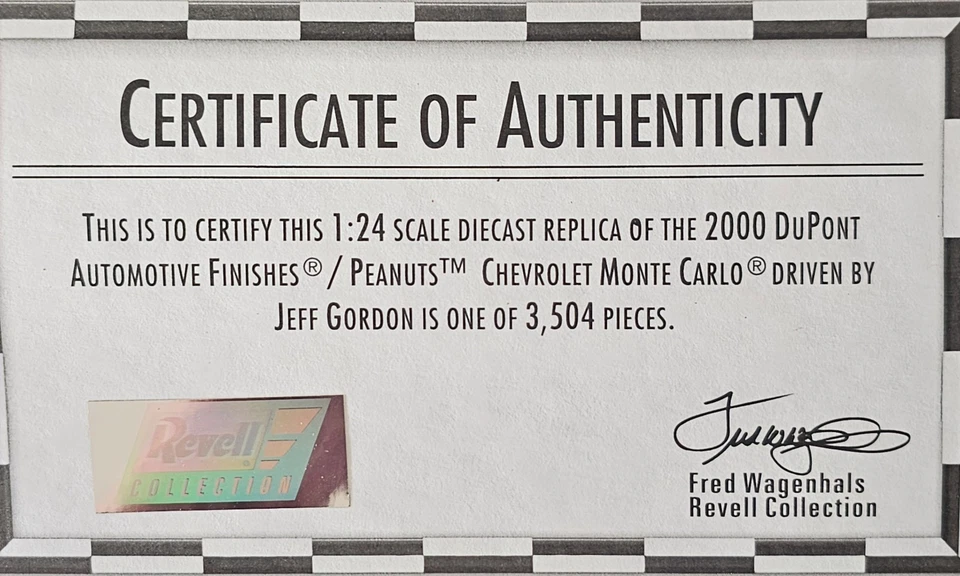 CERTIFICATE OF AUTHENTICITY
THIS IS TO CERTIFY THIS 1:24 SCALE DIECAST REPLICA OF THE 2000 DUPONT
AUTOMOTIVE FINISHES® / PEANUTS™ CHEVROLET MONTE CARLO® DRIVEN BY
JEFF GORDON IS ONE OF 3,504 PIECES.
Revell
COLLECTION
Fred Wagenhals
Revell Collection